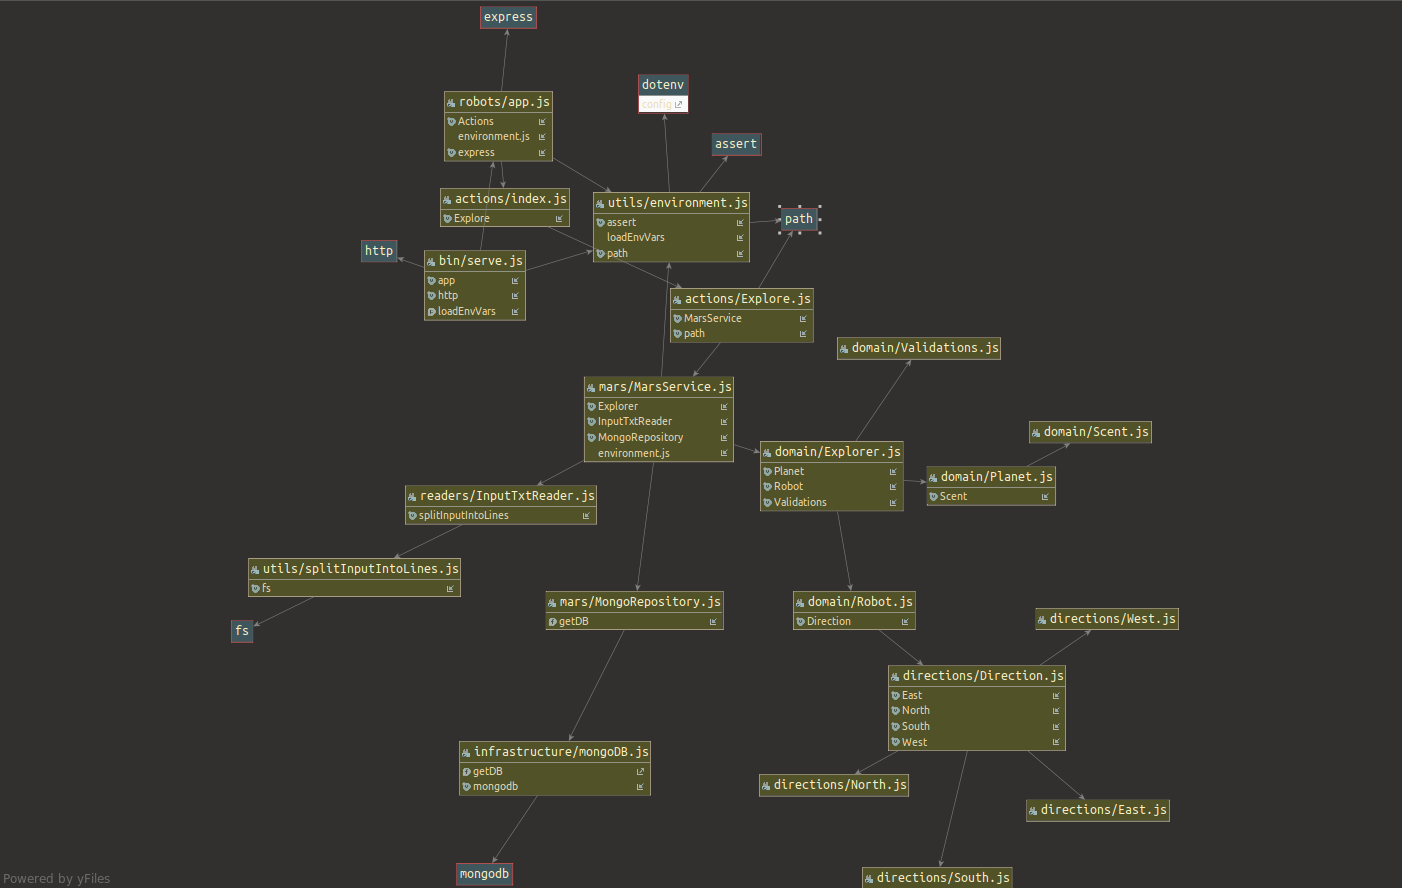 express
dotenv
config
robots/app.js
Actions
environment.js
express
assert
actions/index.js
Explore
utils/environment.js
assert
loadEnvVars
path
path
http
bin/serve.js
app
http
loadEnvVars
actions/Explore.js
MarsService
path
domain/Validations.js
mars/MarsService.js
Explorer
InputTxtReader
MongoRepository
environment.js
domain/Scent.js
domain/Explorer.js
Planet
Robot
Validations
domain/Planet.js
Scent
readers/InputTxtReader.js
splitInputIntoLines
utils/splitInputIntoLines.js
fs
fs
mars/MongoRepository.js
getDB
domain/Robot.js
Direction
directions/West.js
directions/Direction.js
East
North
South
West
infrastructure/mongoDB.js
getDB
mongodb
directions/North.js
directions/East.js
mongodb
directions/South.js
Powered by yFiles